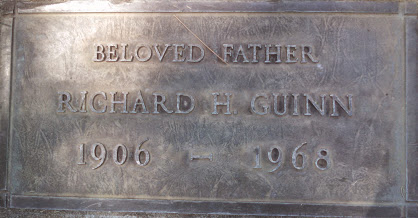 BELOVED FATHER
RICHARD H GUINN
1906 – 1968